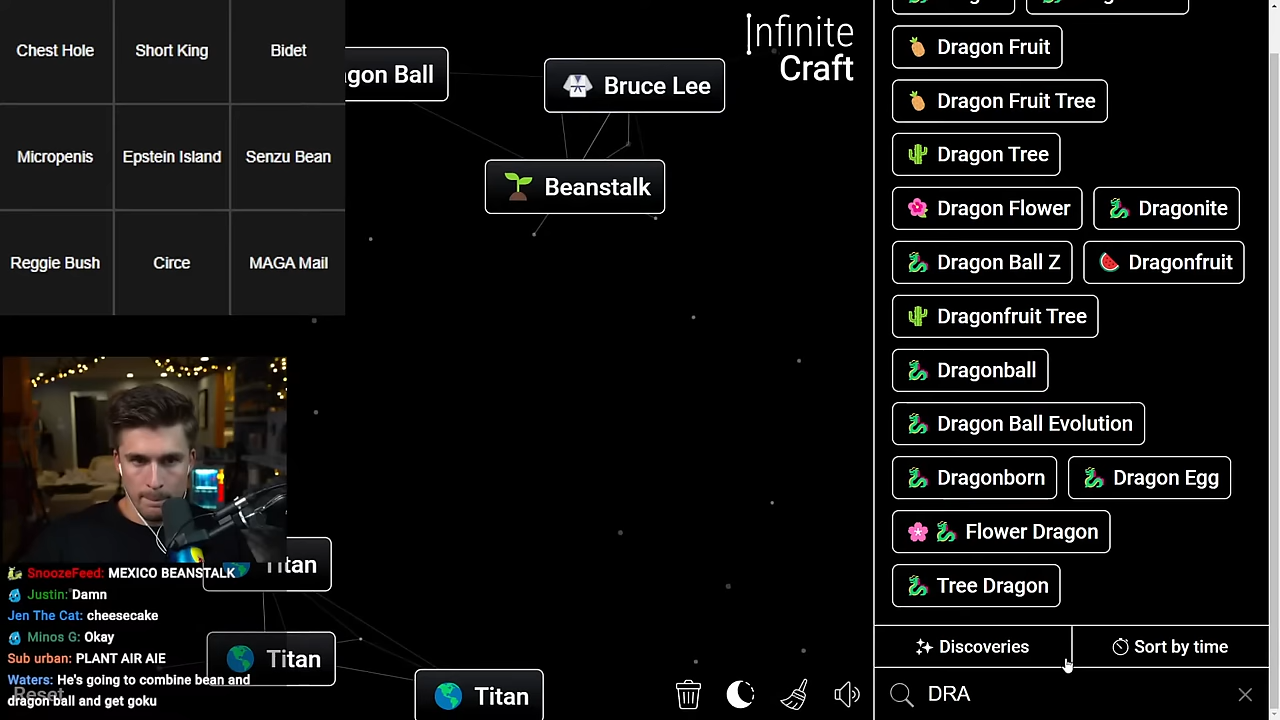 Chest Hole
Short King
Bidet
Micropenis
Epstein Island
Senzu Bean
Reggie Bush
Circe
MAGA Mail
gon Ball
Bruce Lee
Beanstalk
Infinite
Craft
Dragon Fruit
Dragon Fruit Tree
Dragon Tree
Dragon Flower
Dragonite
Dragon Ball Z
Dragonfruit
Dragonfruit Tree
Dragonball
Dragon Ball Evolution
Dragonborn
Dragon Egg
Flower Dragon
Tree Dragon
Discoveries
Sort by time
DRA
Titan
Titan
Titan
SnoozeFeed: MEXICO BEANSTALK
Justin: Damn
Jen The Cat: cheesecake
Minos G: Okay
Sub urban: PLANT AIR AIE
Waters: He's going to combine bean and
dragon ball and get goku
Reset